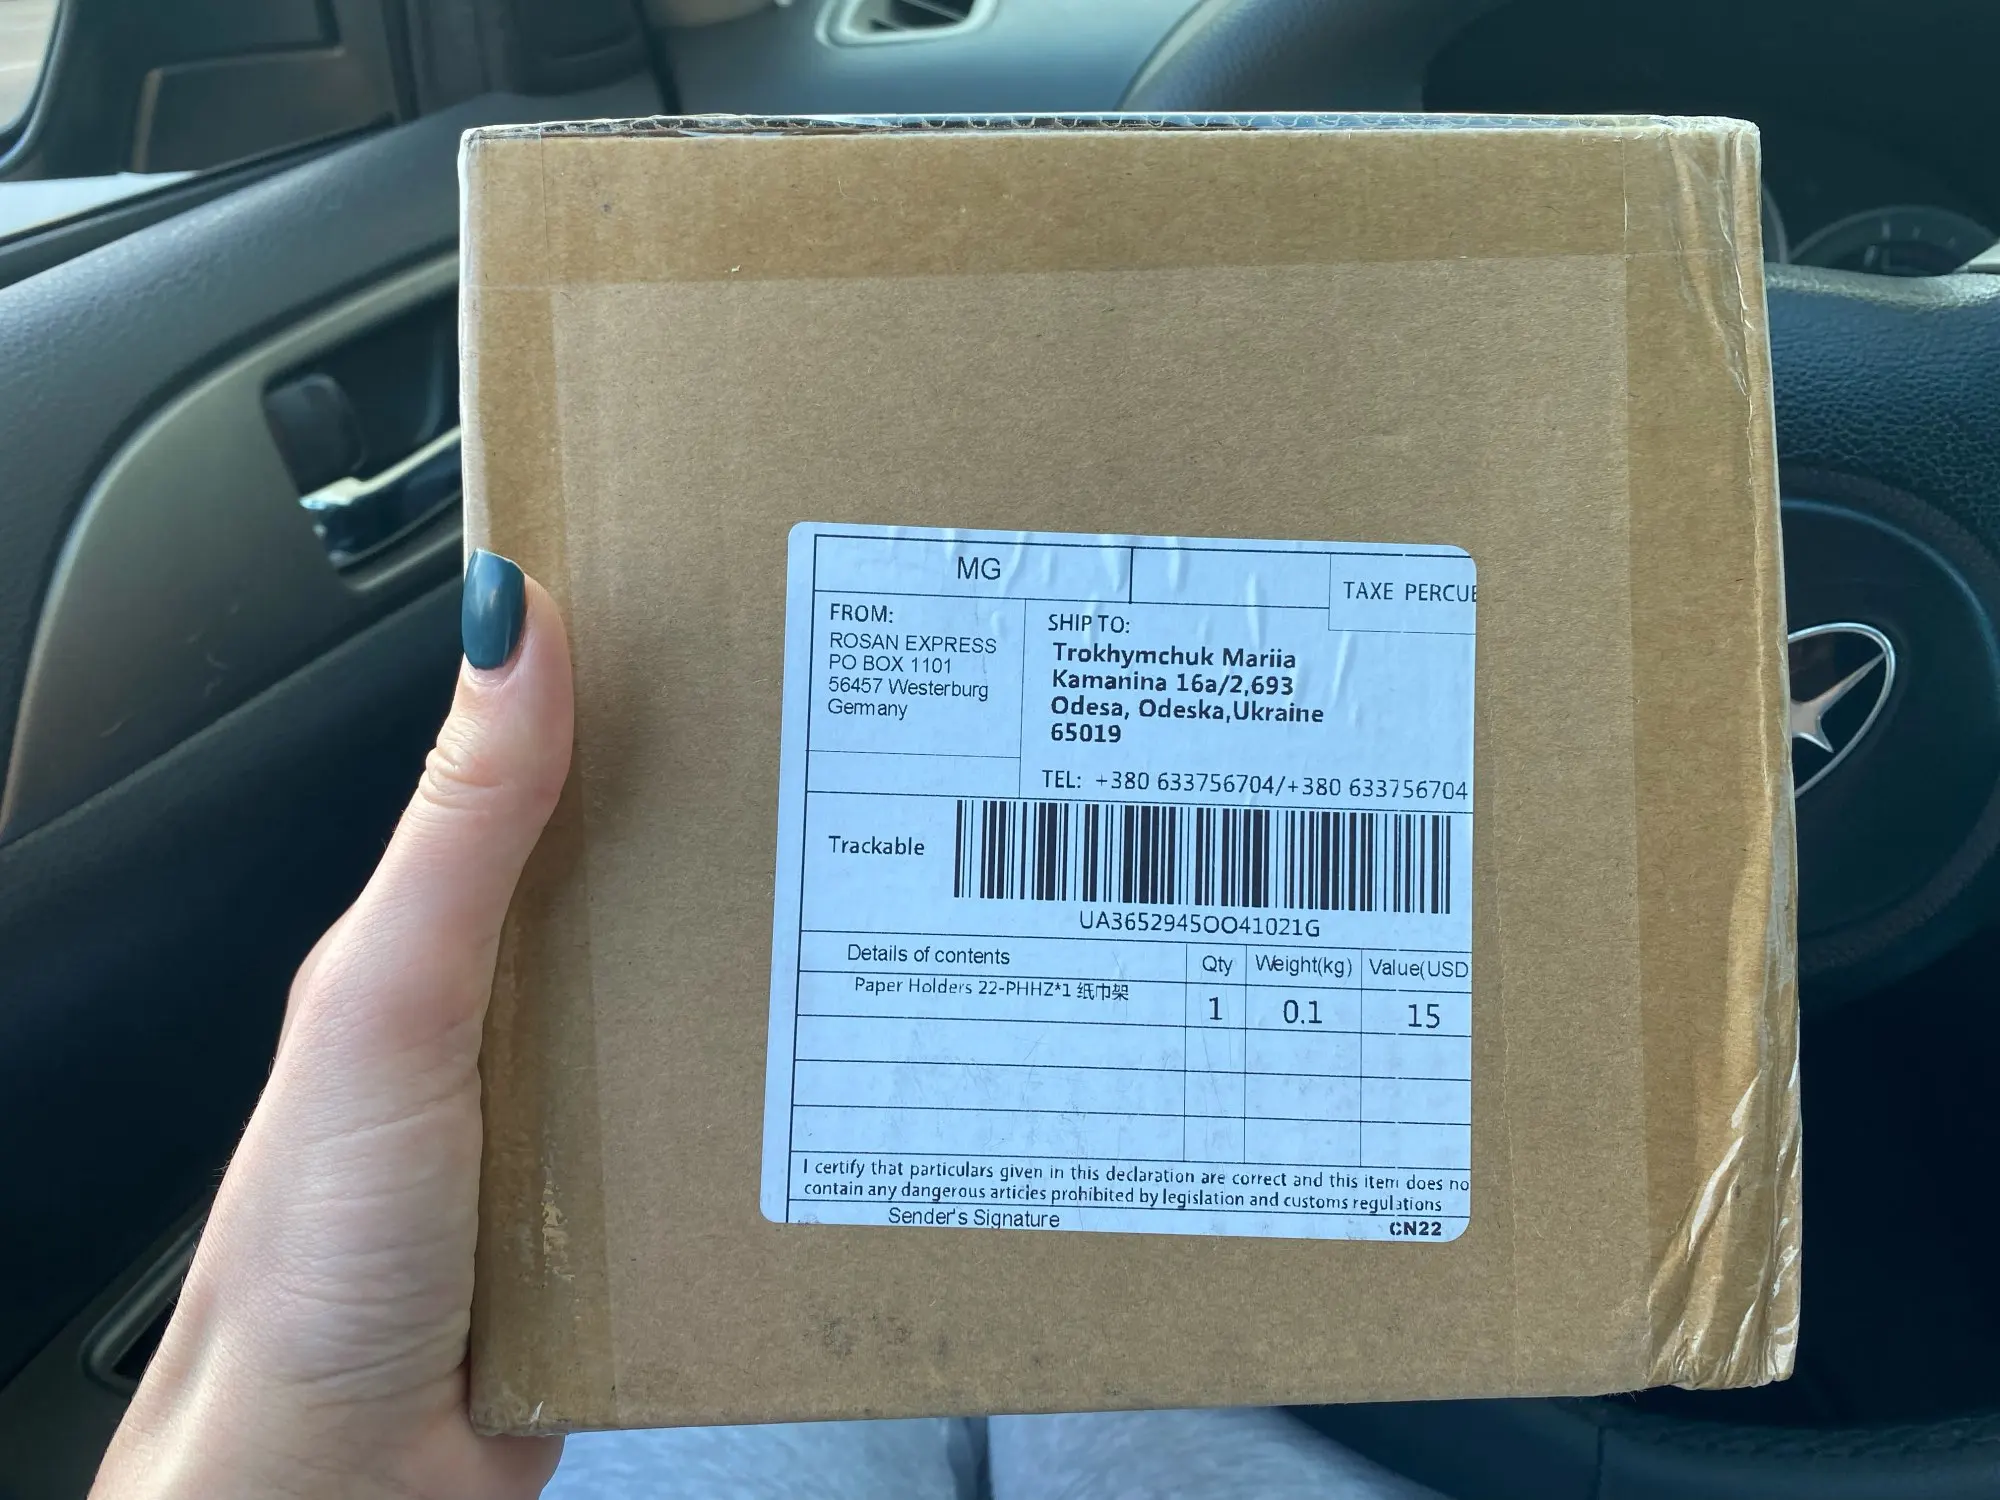 MG
TAXE PERCUE
FROM:
ROSAN EXPRESS
PO BOX 1101
56457 Westerburg
Germany
SHIP TO:
Trokhymchuk Mariia
Kamanina 16a/2,693
Odesa, Odeska,Ukraine
65019
TEL: +380 633756704/+380 633756704
Trackable
UA365294500041021G
Details of contents Qty Weight(kg) Value(USD
Paper Holders 22-PHHZ*1 纸巾架 1 0.1 15
I certify that particulars given in this declaration are correct and this item does no
contain any dangerous articles prohibited by legislation and customs regulations
Sender's Signature CN22